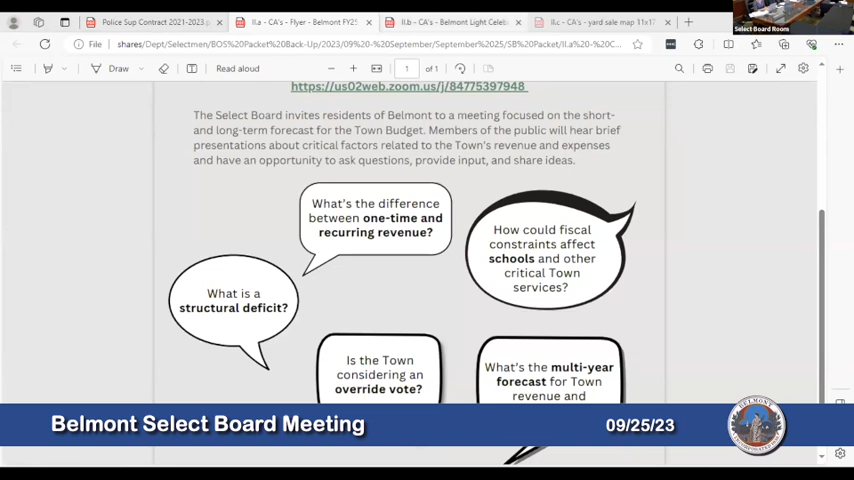 Police Sup Contract 2021-2023.p
II.a - CA's - Flyer - Belmont FY25
II.b - CA's - Belmont Light Celeb
II.c - CA's - yard sale map 11x17
Select Board Room
File
shares/Dept/Selectmen/BOS%20Packet%20Back-Up/2023/09%20-%20September/September%2025/SB%20Packet/II.a%20-%20C...
Draw
Read aloud
1
of 1
https://us02web.zoom.us/j/84775397948
The Select Board invites residents of Belmont to a meeting focused on the short-
and long-term forecast for the Town Budget. Members of the public will hear brief
presentations about critical factors related to the Town's revenue and expenses
and have an opportunity to ask questions, provide input, and share ideas.
What's the difference
between one-time and
recurring revenue?
How could fiscal
constraints affect
schools and other
critical Town
services?
What is a
structural deficit?
Is the Town
considering an
override vote?
What's the multi-year
forecast for Town
revenue and
Belmont Select Board Meeting
09/25/23
BELMONT